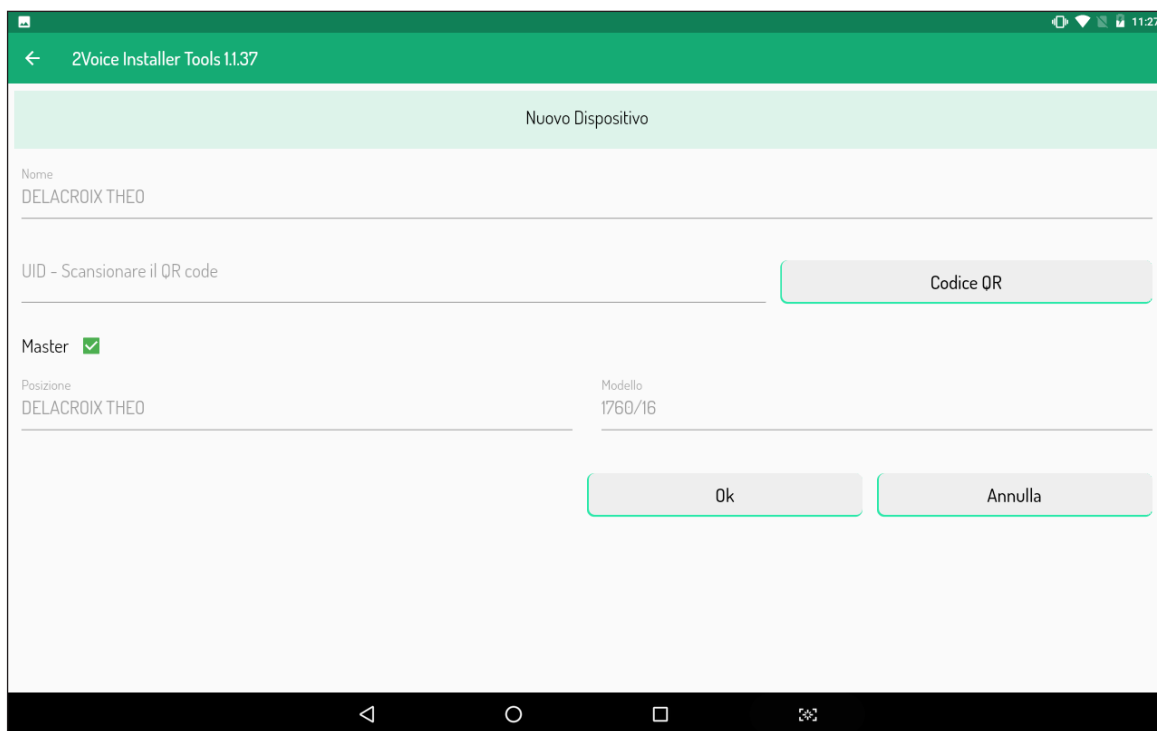 11:27
2Voice Installer Tools 1.1.37
Nuovo Dispositivo
Nome
DELACROIX THEO
UID - Scansionare il QR code
Codice QR
Master
Posizione
Modello
DELACROIX THEO
1760/16
Ok
Annulla